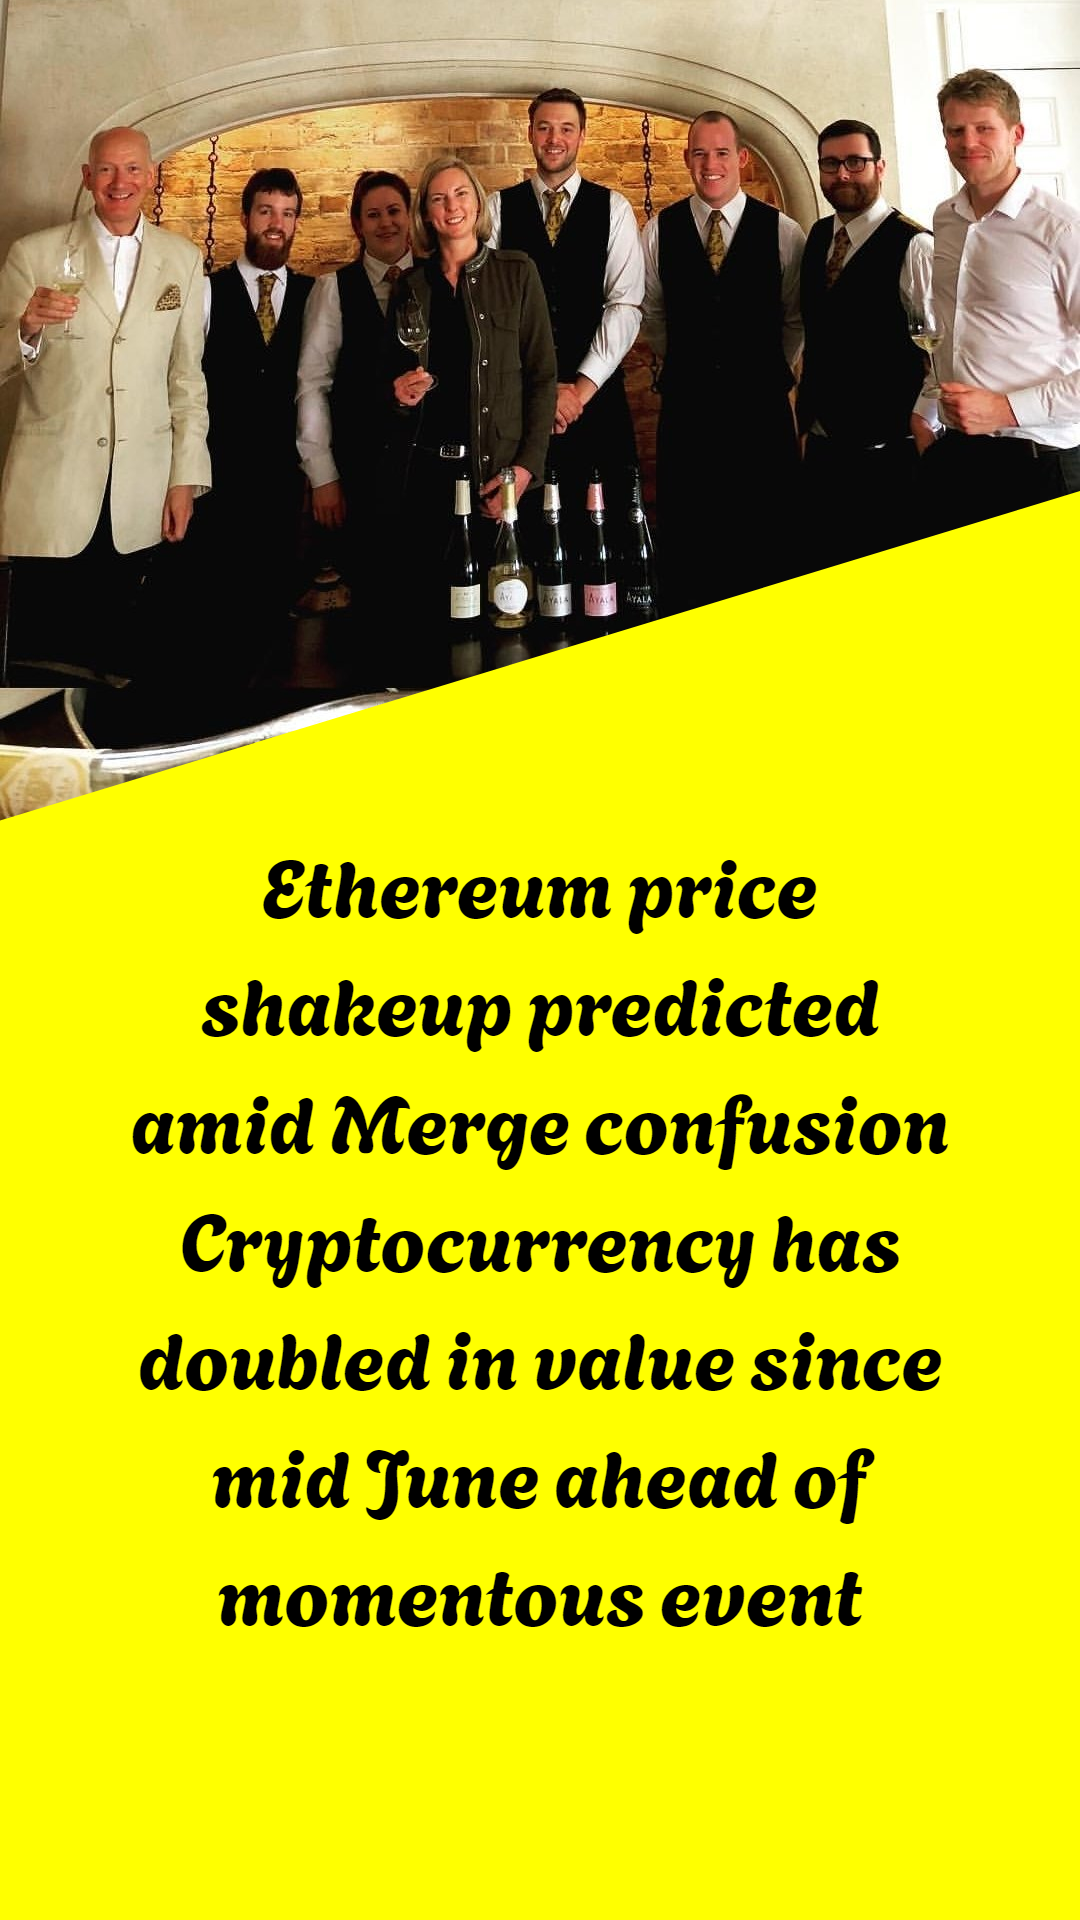 AYALA
AYALA
AYALA
Ethereum price
shakeup predicted
amid Merge confusion
Cryptocurrency has
doubled in value since
mid June ahead of
momentous event